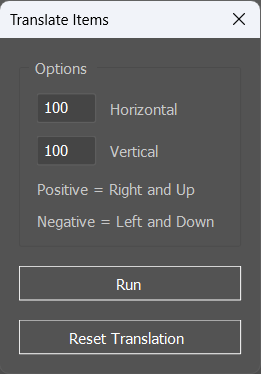 Translate Items
Options
100 Horizontal
100 Vertical
Positive = Right and Up
Negative = Left and Down
Run
Reset Translation